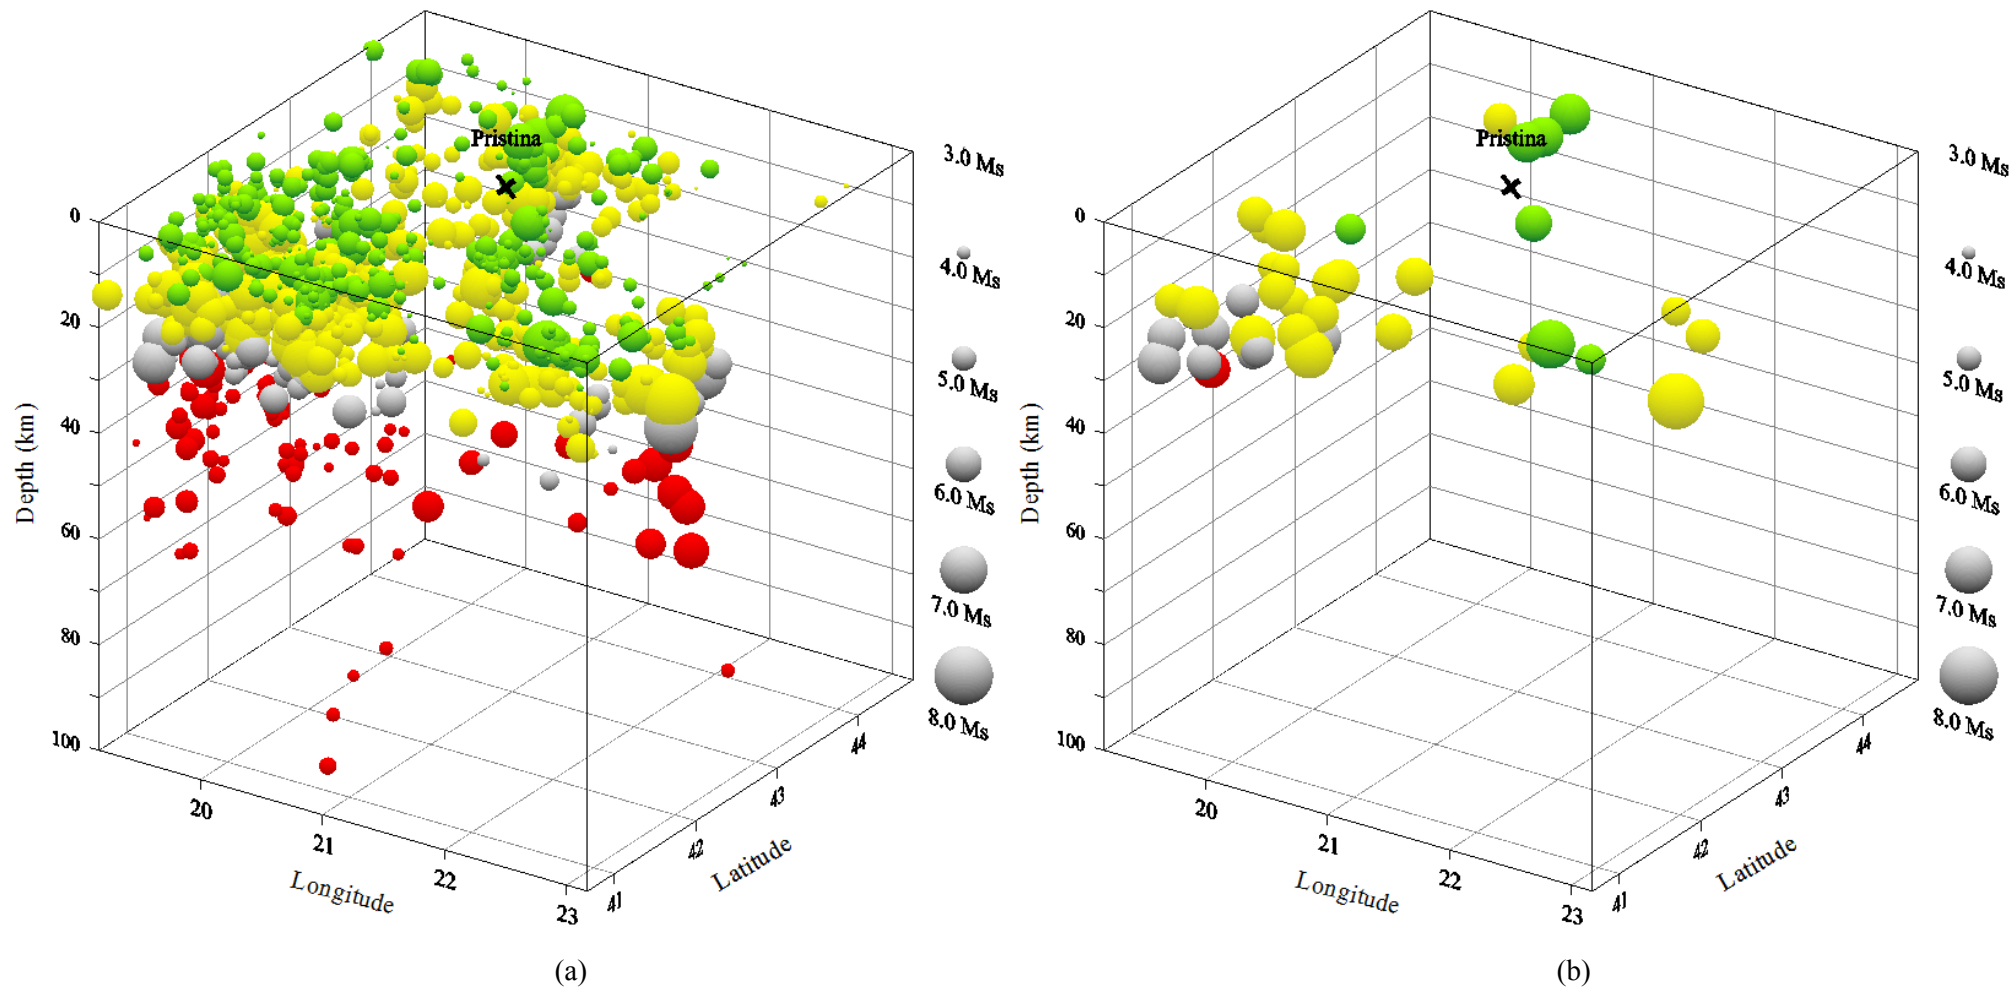 Pristina
3.0 Ms
4.0 Ms
5.0 Ms
6.0 Ms
7.0 Ms
8.0 Ms
0
20
40
60
80
100
Depth (km)
20
21
22
23
Longitude
41
42
43
44
Latitude
(a)
Pristina
3.0 Ms
4.0 Ms
5.0 Ms
6.0 Ms
7.0 Ms
8.0 Ms
0
20
40
60
80
100
Depth (km)
20
21
22
23
Longitude
41
42
43
44
Latitude
(b)